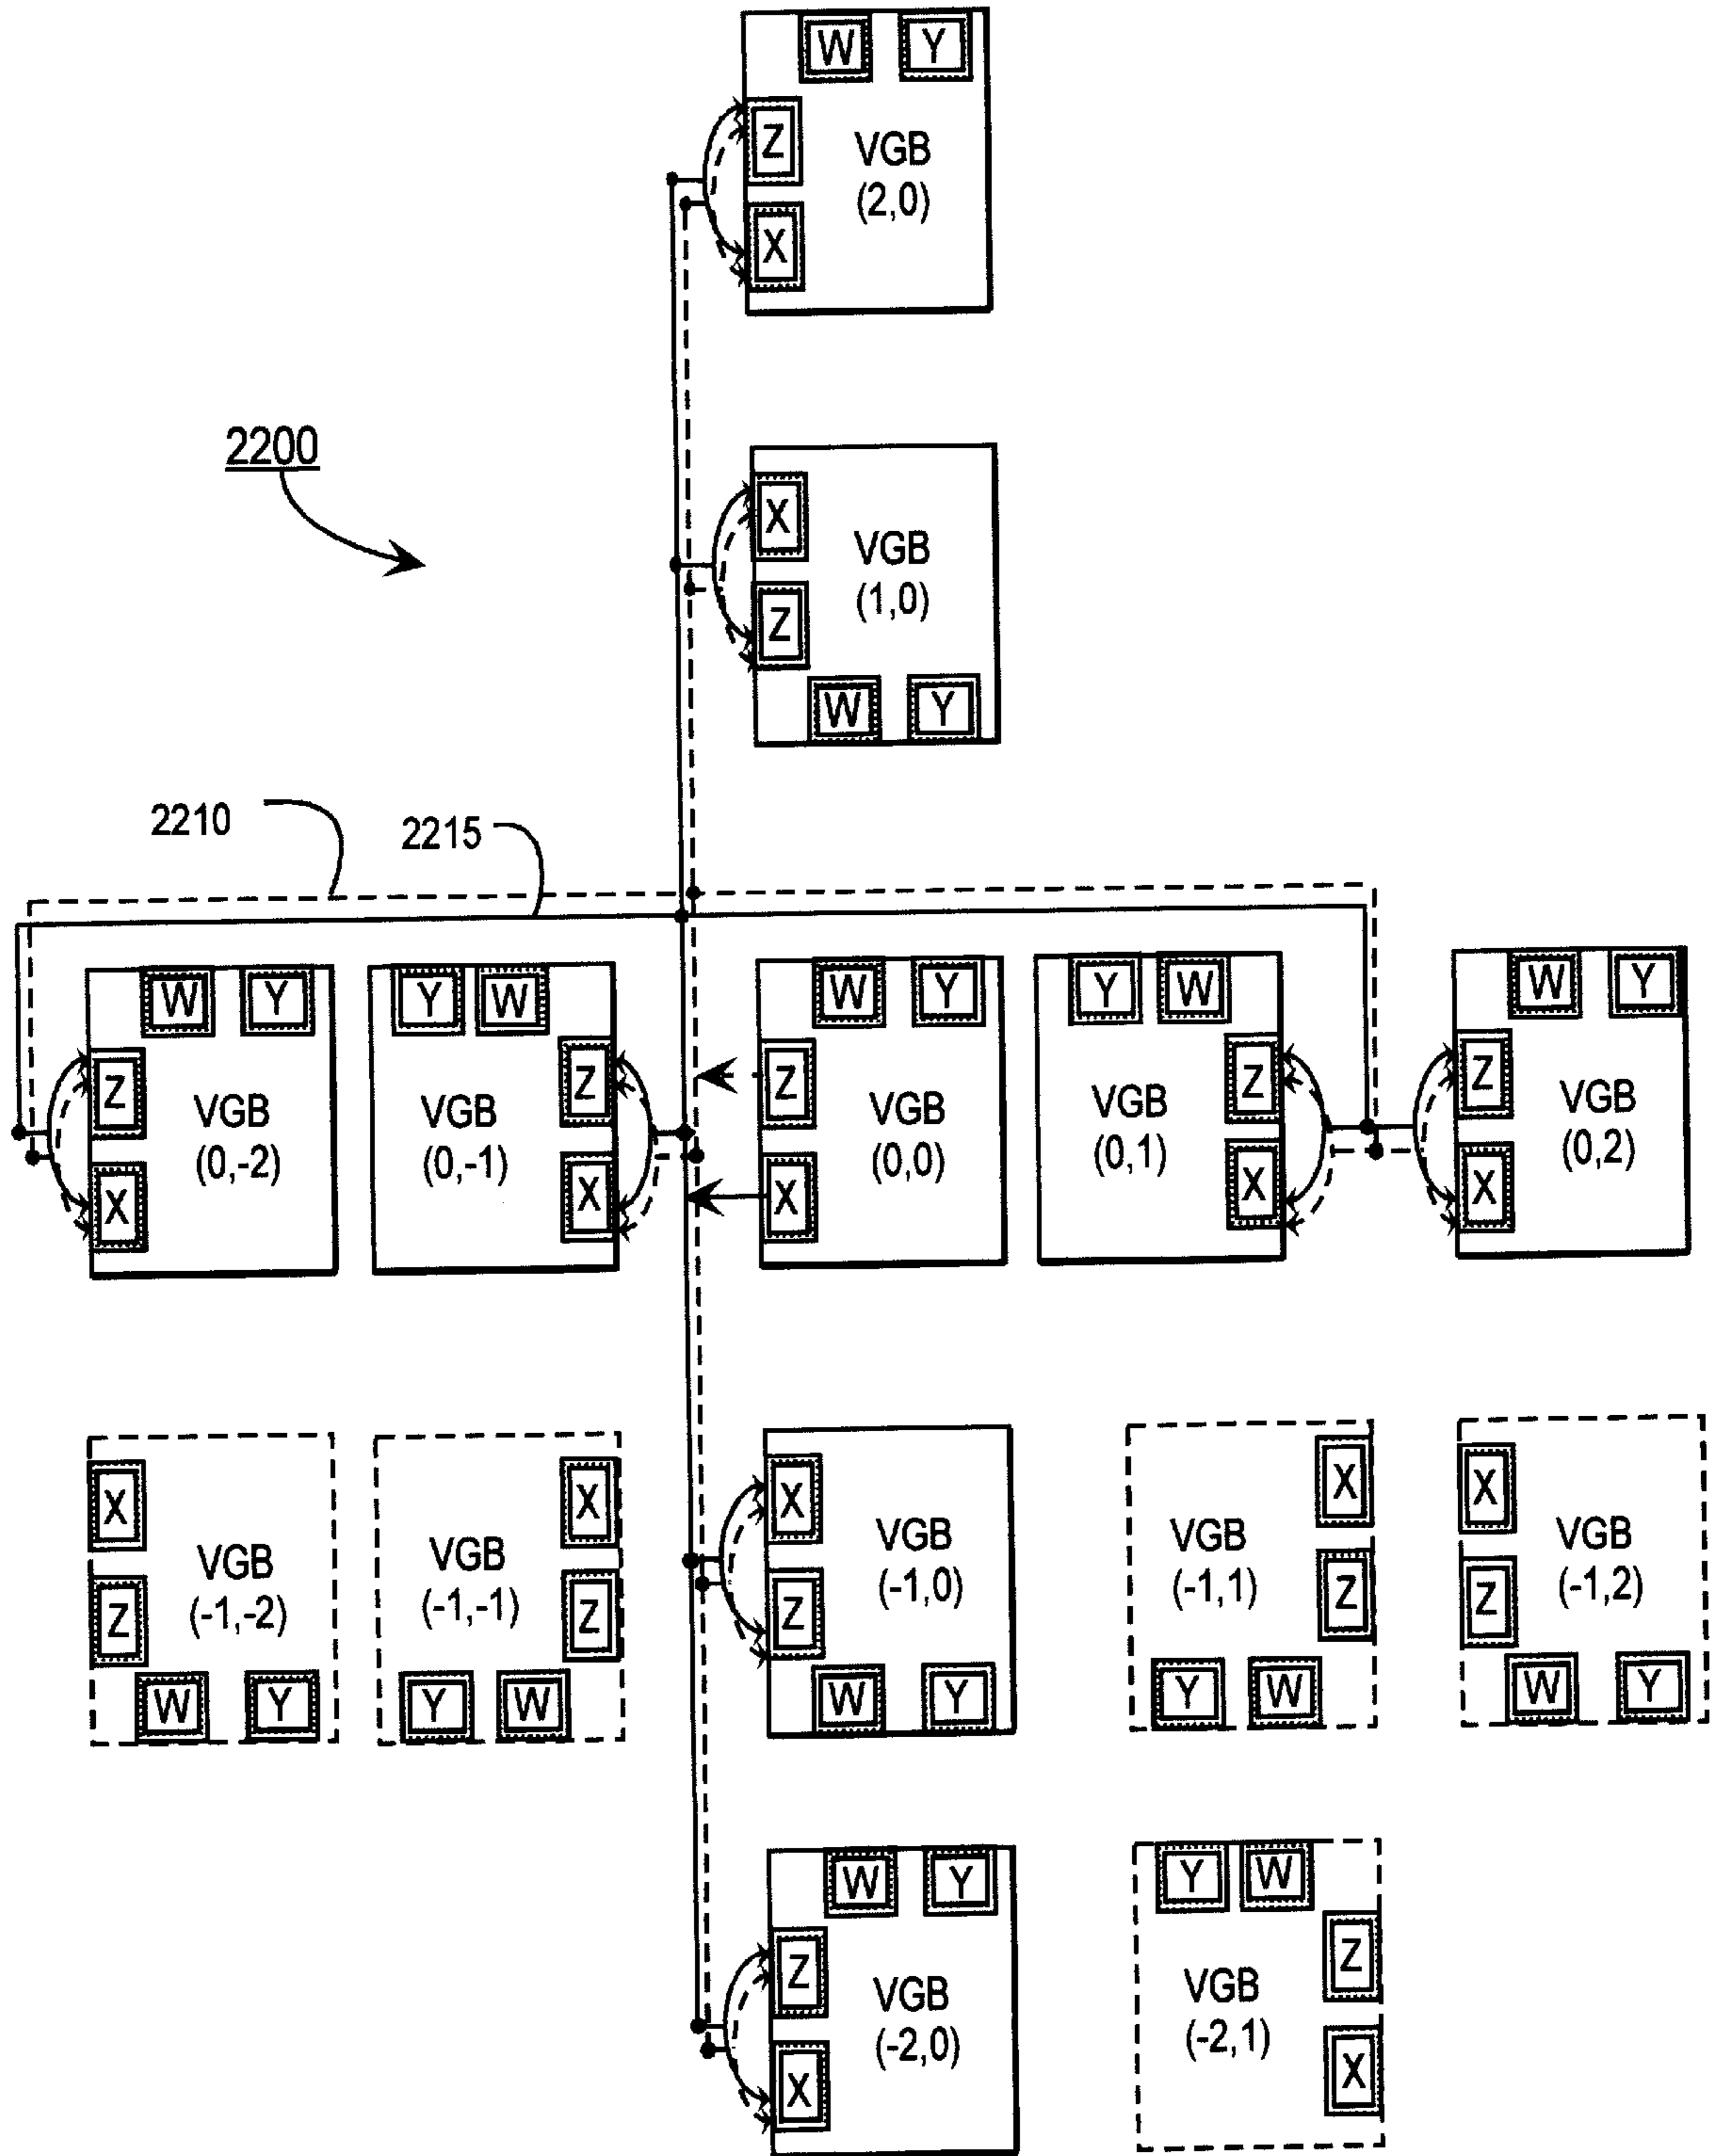 W Y
Z
VGB
(2,0)
X
2200
X
VGB
(1,0)
Z
W Y
2210
2215
W Y
Z
VGB
(0,-2)
X
Y W
Z
VGB
(0,-1)
X
W Y
Z
VGB
(0,0)
X
Y W
Z
VGB
(0,1)
X
W Y
Z
VGB
(0,2)
X
X
VGB
(-1,-2)
Z
W Y
X
VGB
(-1,-1)
Z
Y W
X
VGB
(-1,0)
Z
W Y
X
VGB
(-1,1)
Z
Y W
X
VGB
(-1,2)
Z
W Y
W Y
Z
VGB
(-2,0)
X
Y W
Z
VGB
(-2,1)
X